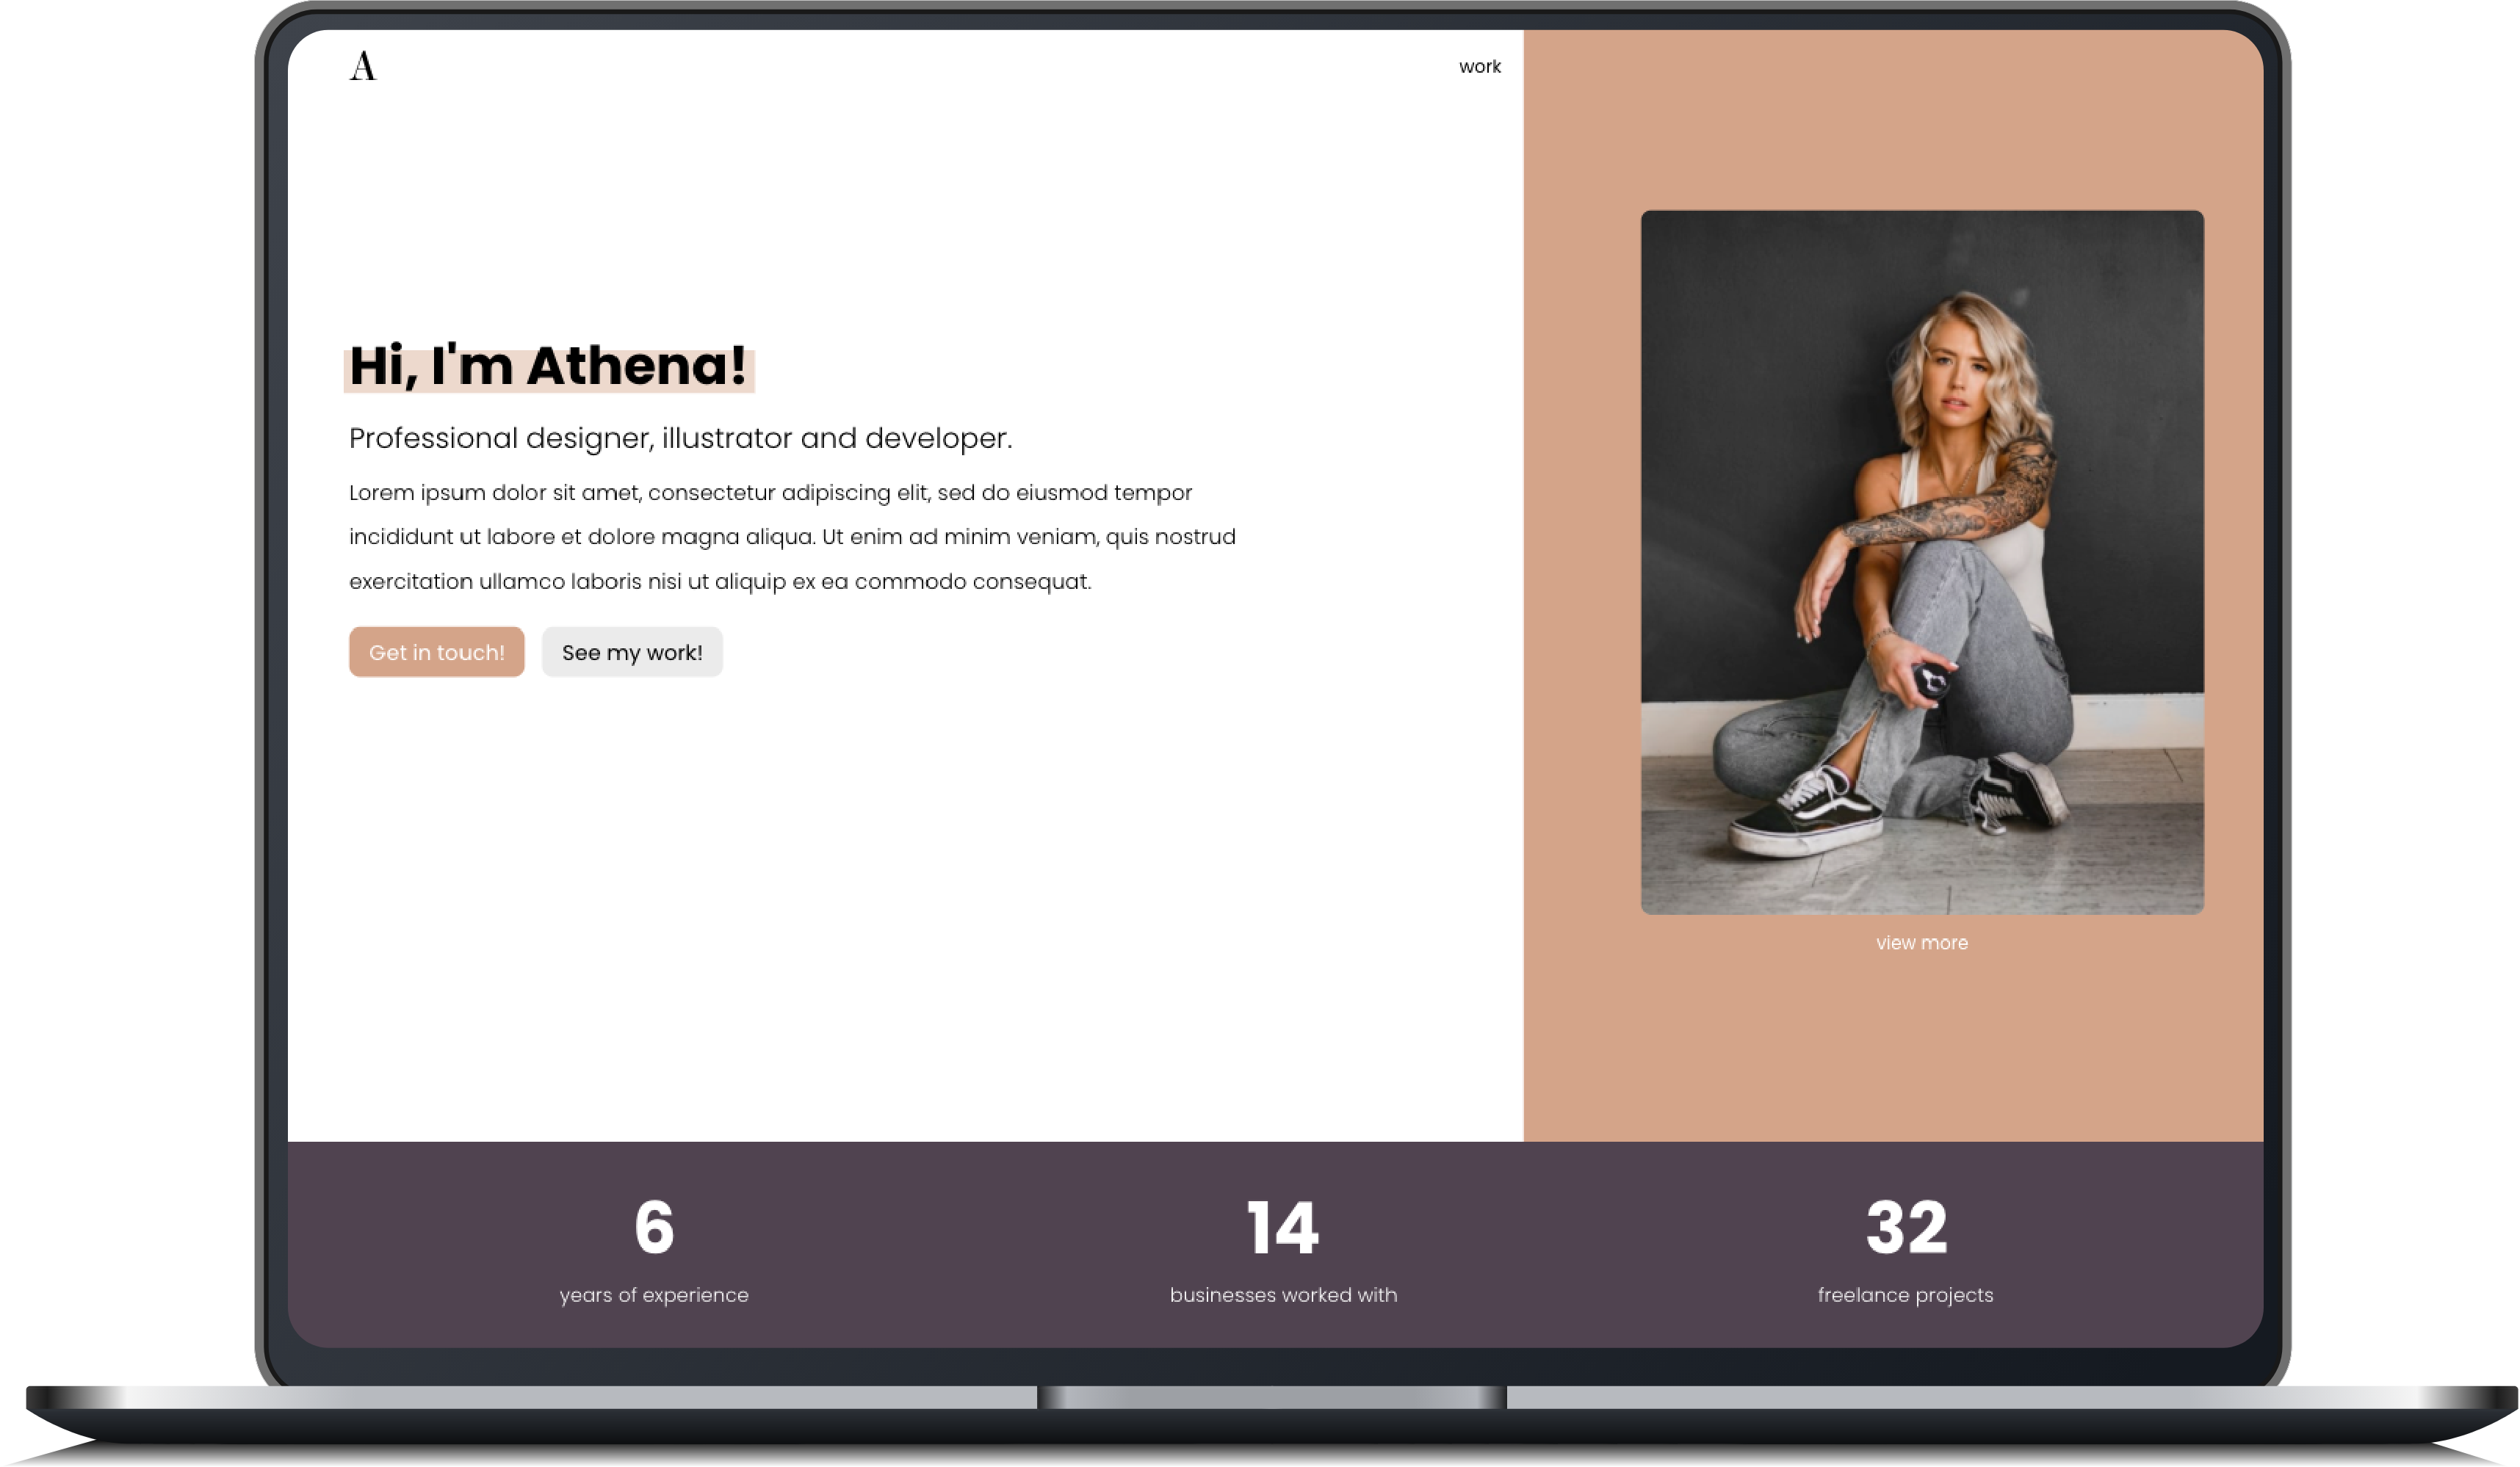 A
work
Hi, I'm Athena!
Professional designer, illustrator and developer.
Lorem ipsum dolor sit amet, consectetur adipiscing elit, sed do eiusmod tempor
incididunt ut labore et dolore magna aliqua. Ut enim ad minim veniam, quis nostrud
exercitation ullamco laboris nisi ut aliquip ex ea commodo consequat.
Get in touch!
See my work!
view more
6
years of experience
14
businesses worked with
32
freelance projects